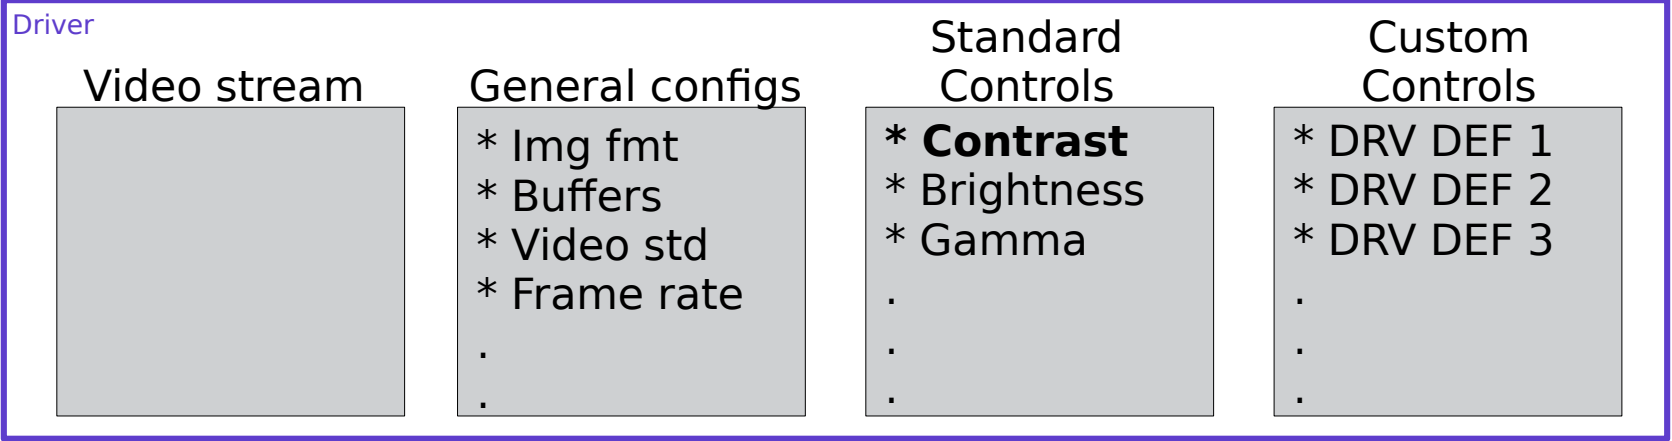 Driver
Video stream
General configs
* Img fmt
* Buffers
* Video std
* Frame rate
.
.
Standard
Controls
* Contrast
* Brightness
* Gamma
.
.
.
Custom
Controls
* DRV DEF 1
* DRV DEF 2
* DRV DEF 3
.
.
.